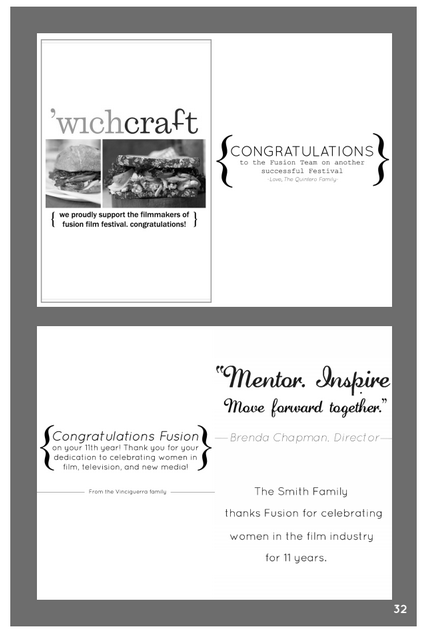 'wichcraft
{ we proudly support the filmmakers of
fusion film festival. congratulations! }
{CONGRATULATIONS}
to the Fusion Team on another
successful Festival
-Love, The Quintero Family-
{Congratulations Fusion}
on your 11th year! Thank you for your
dedication to celebrating women in
film, television, and new media!
From the Vinciguerra family
"Mentor. Inspire
Move forward together."
Brenda Chapman, Director
The Smith Family
thanks Fusion for celebrating
women in the film industry
for 11 years.
32